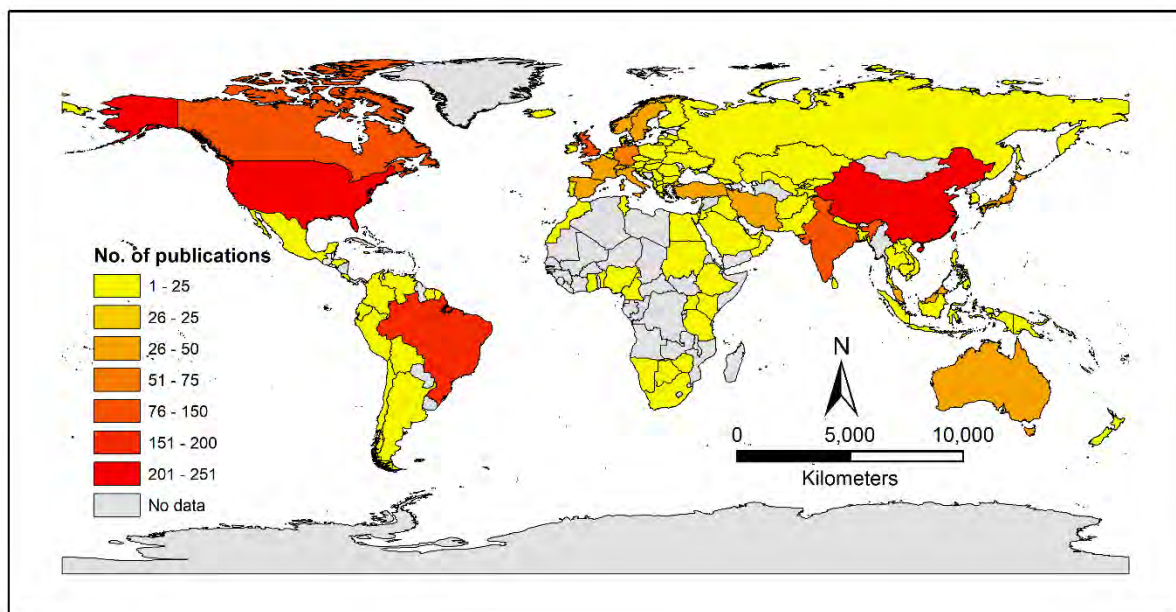 No. of publications
1 - 25
26 - 25
26 - 50
51 - 75
76 - 150
151 - 200
201 - 251
No data
N
0 5,000 10,000
Kilometers